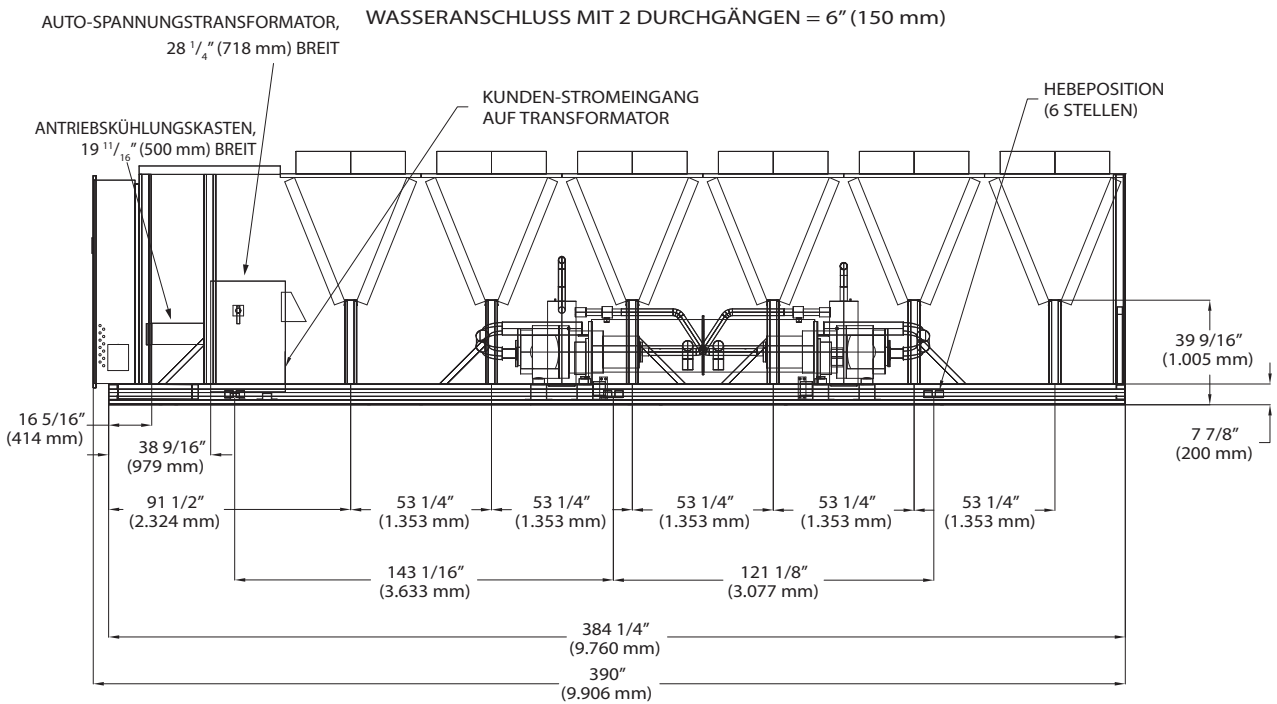 WASSERANSCHLUSS MIT 2 DURCHGÄNGEN = 6” (150 mm)
AUTO-SPANNUNGSTRANSFORMATOR,
28 1/4” (718 mm) BREIT
KUNDEN-STROMEINGANG
AUF TRANSFORMATOR
HEBEPOSITION
(6 STELLEN)
ANTRIEBSKÜHLUNGSKASTEN,
19 11/16” (500 mm) BREIT
39 9/16”
(1.005 mm)
7 7/8”
(200 mm)
16 5/16”
(414 mm)
38 9/16”
(979 mm)
91 1/2”
(2.324 mm)
53 1/4”
(1.353 mm)
53 1/4”
(1.353 mm)
53 1/4”
(1.353 mm)
53 1/4”
(1.353 mm)
53 1/4”
(1.353 mm)
143 1/16”
(3.633 mm)
121 1/8”
(3.077 mm)
384 1/4”
(9.760 mm)
390”
(9.906 mm)